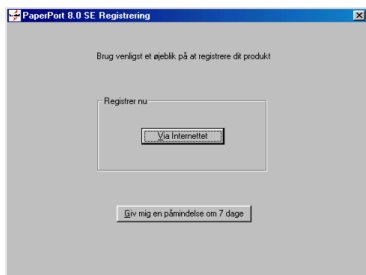 PaperPort 8.0 SE Registrering
Brug venligst et øjeblik på at registrere dit produkt
Registrer nu
Via Internettet
Giv mig en påmindelse om 7 dage